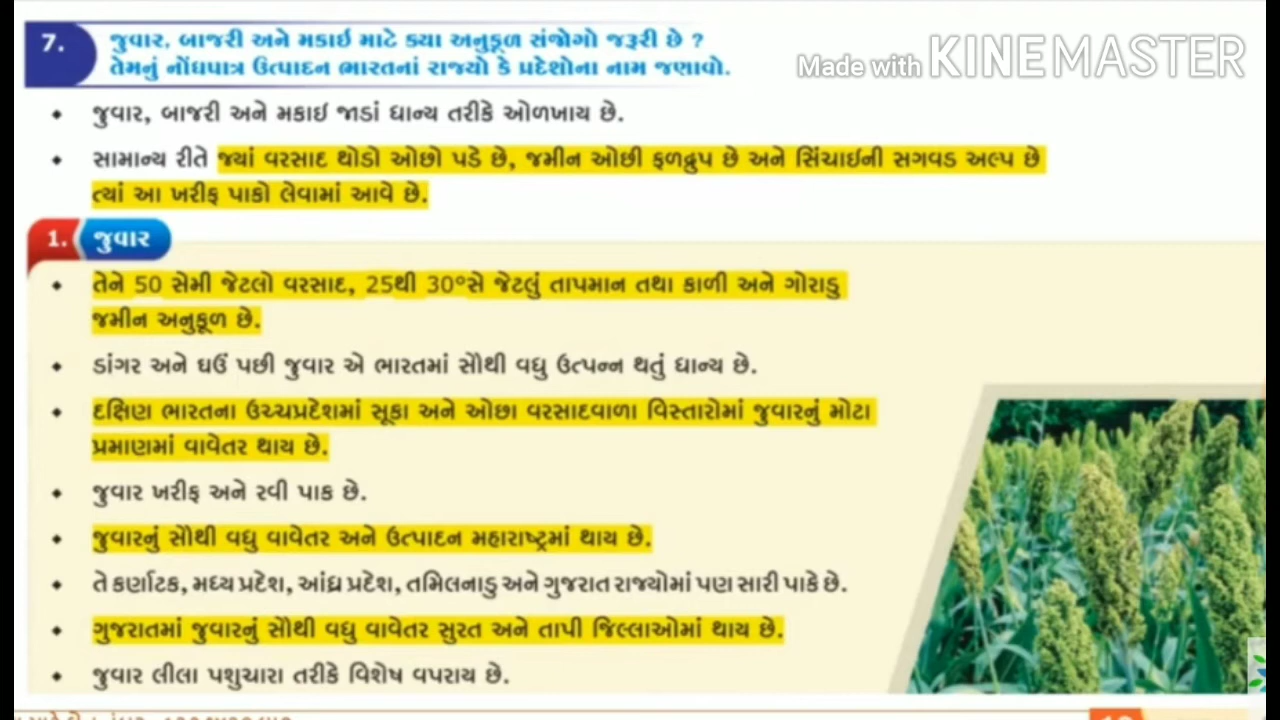 7. જુવાર, બાજરી અને મકાઈ માટે ક્યા અનુકૂળ સંજોગો જરૂરી છે ?
તેમનું નોંધપાત્ર ઉત્પાદન ભારતનાં રાજ્યો કે પ્રદેશોના નામ જણાવો.
Made with KINEMASTER
• જુવાર, બાજરી અને મકાઈ જાડાં ધાન્ય તરીકે ઓળખાય છે.
• સામાન્ય રીતે જ્યાં વરસાદ થોડો ઓછો પડે છે, જમીન ઓછી ફળદ્રુપ છે અને સિંચાઈની સગવડ અલ્પ છે
ત્યાં આ ખરીફ પાકો લેવામાં આવે છે.
1. જુવાર
• તેને 50 સેમી જેટલો વરસાદ, 25થી 30°સે જેટલું તાપમાન તથા કાળી અને ગોરાડુ
જમીન અનુકૂળ છે.
• ડાંગર અને ઘઉં પછી જુવાર એ ભારતમાં સૌથી વધુ ઉત્પન્ન થતું ધાન્ય છે.
• દક્ષિણ ભારતના ઉચ્ચપ્રદેશમાં સૂકા અને ઓછા વરસાદવાળા વિસ્તારોમાં જુવારનું મોટા
પ્રમાણમાં વાવેતર થાય છે.
• જુવાર ખરીફ અને રવી પાક છે.
• જુવારનું સૌથી વધુ વાવેતર અને ઉત્પાદન મહારાષ્ટ્રમાં થાય છે.
• તે કર્ણાટક, મધ્ય પ્રદેશ, આંધ્ર પ્રદેશ, તમિલનાડુ અને ગુજરાત રાજ્યોમાં પણ સારી પાકે છે.
• ગુજરાતમાં જુવારનું સૌથી વધુ વાવેતર સુરત અને તાપી જિલ્લાઓમાં થાય છે.
• જુવાર લીલા પશુચારા તરીકે વિશેષ વપરાય છે.